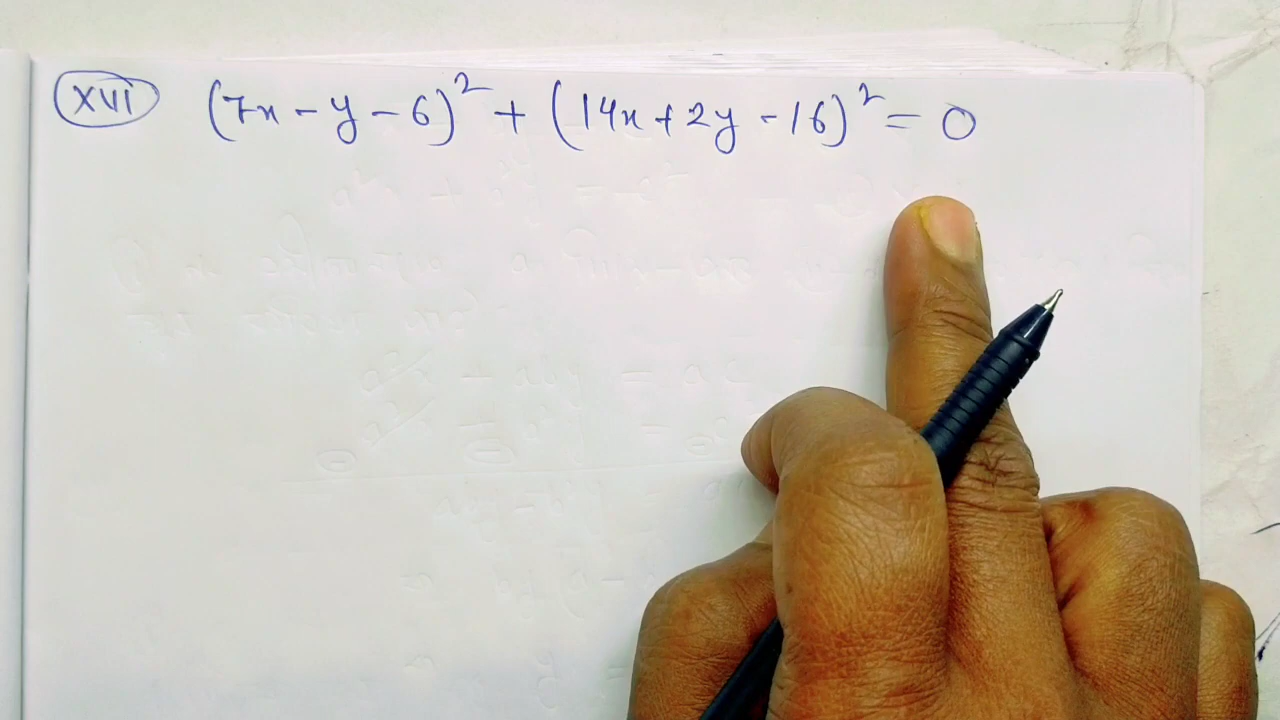 XVI (7x - y - 6)² + (14x + 2y - 16)² = 0